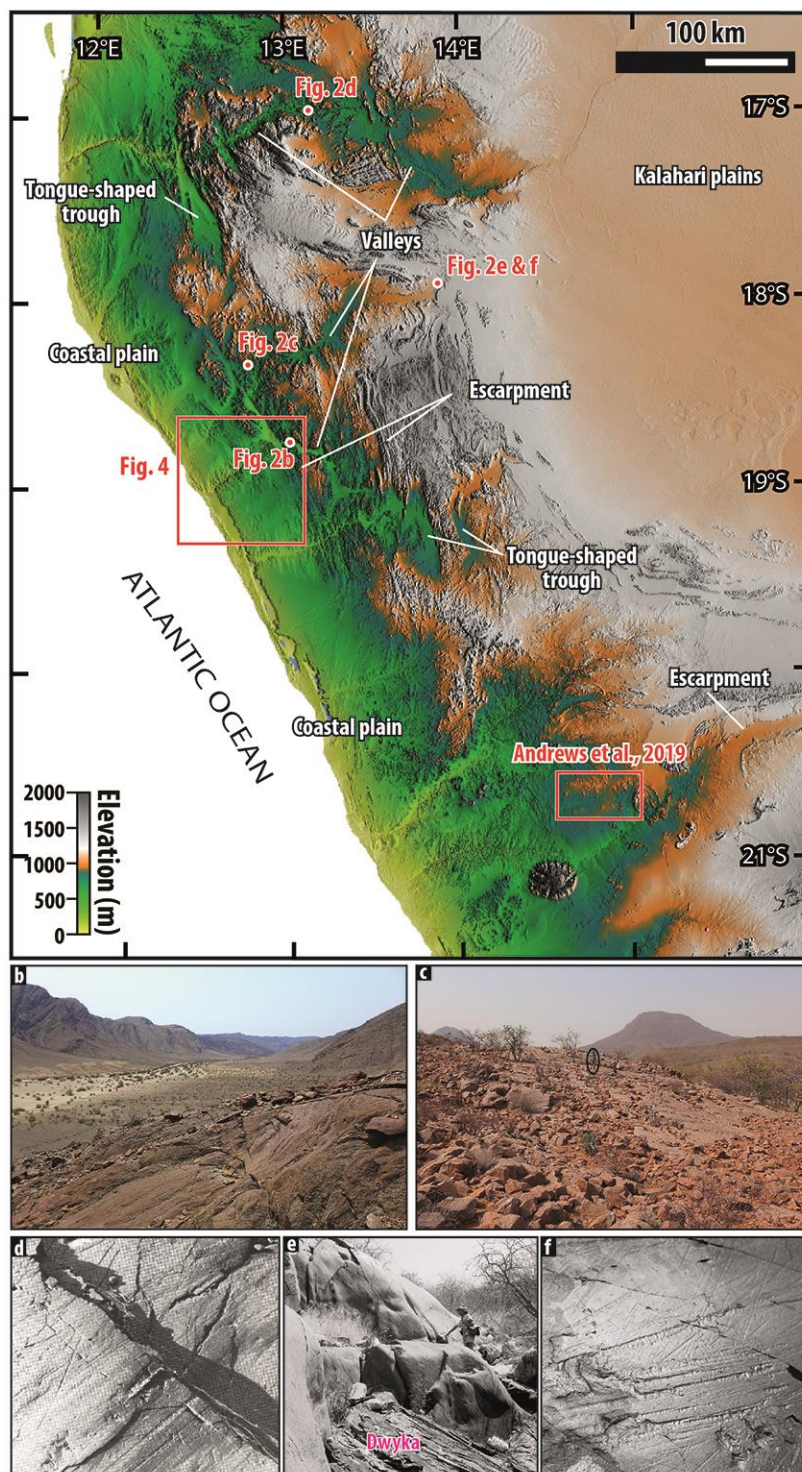 12°E
13°E
14°E
100 km
Fig. 2d
17°S
Kalahari plains
Tongue-shaped
trough
Valleys
Fig. 2e & f
18°S
Coastal plain
Fig. 2c
Escarpment
Fig. 4
Fig. 2b
19°S
Tongue-shaped
trough
ATLANTIC OCEAN
Escarpment
Coastal plain
Andrews et al., 2019
2000
1500
1000
500
0
Elevation (m)
21°S
b
c
d
e
f
Dwyka